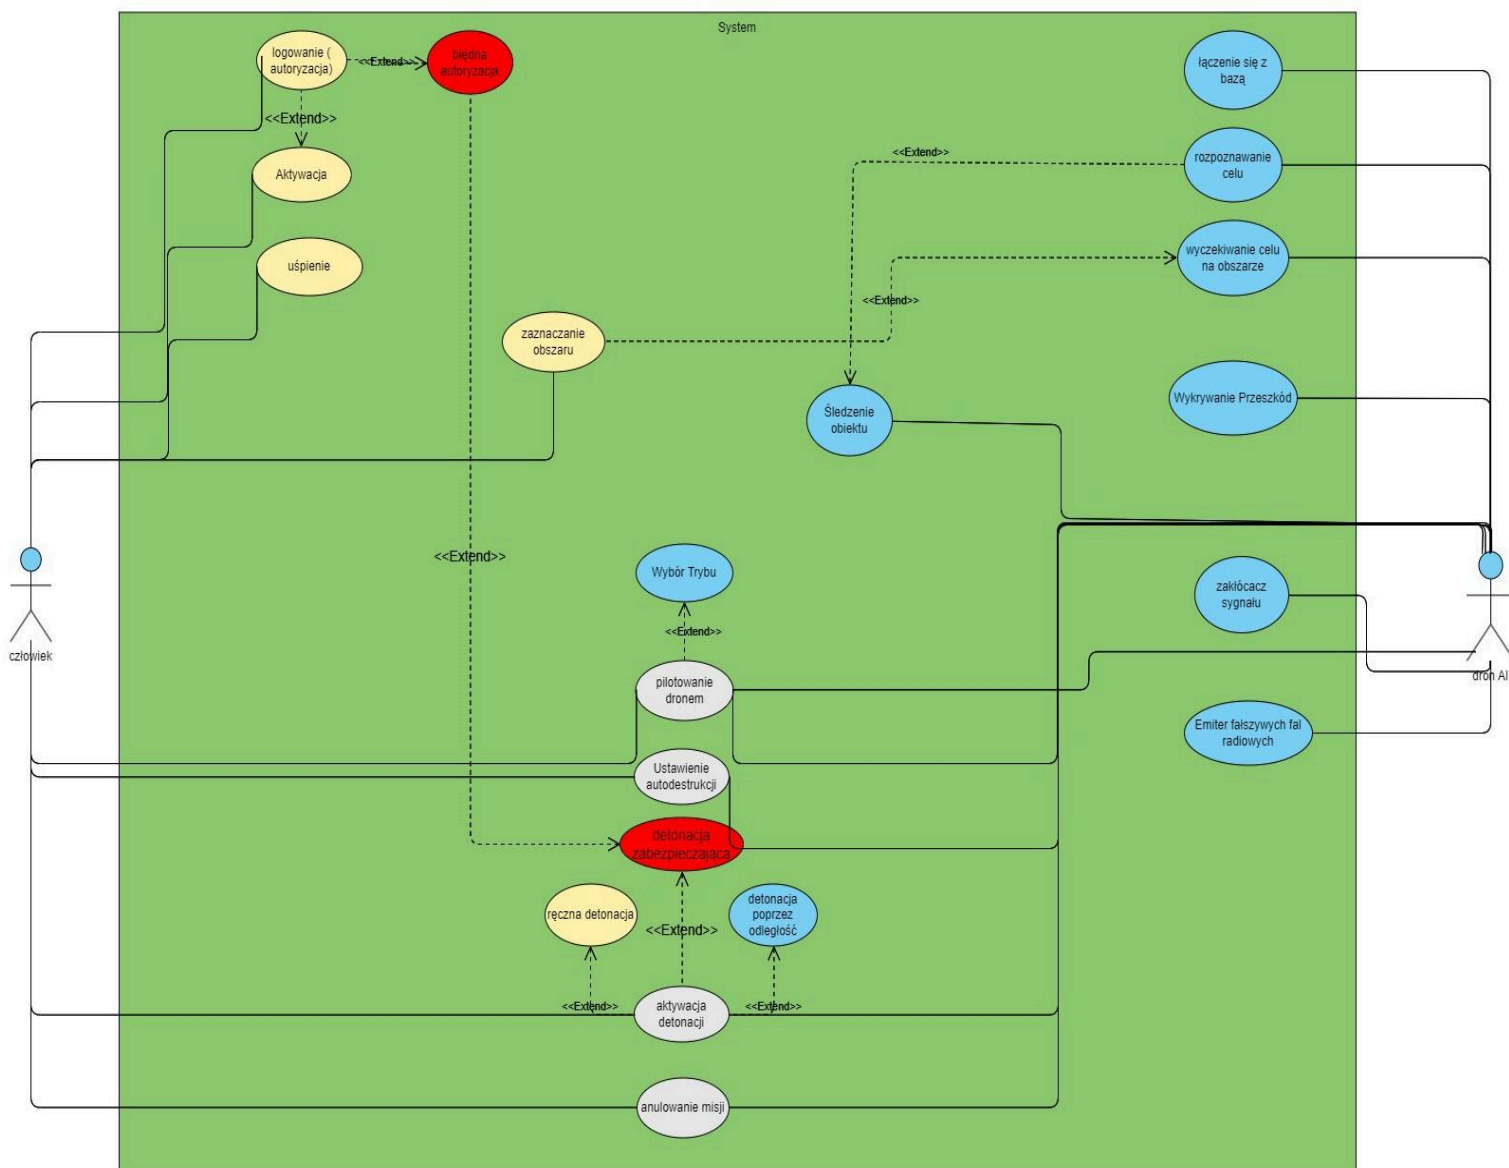 System
logowanie (
autoryzacja)
<<Extend>>
błędna
autoryzacja
łączenie się z
bazą
<<Extend>>
Aktywacja
<<Extend>>
rozpoznawanie
celu
uśpienie
wyczekiwanie celu
na obszarze
<<Extend>>
zaznaczanie
obszaru
Śledzenie
obiektu
Wykrywanie Przeszkód
<<Extend>>
Wybór Trybu
zakłócacz
sygnału
<<Extend>>
człowiek
pilotowanie
dronem
dron AI
Emiter fałszywych fal
radiowych
Ustawienie
autodestrukcji
detonacja
zabezpieczająca
ręczna detonacja
<<Extend>>
detonacja
poprzez
odległość
<<Extend>>
aktywacja
detonacji
<<Extend>>
anulowanie misji